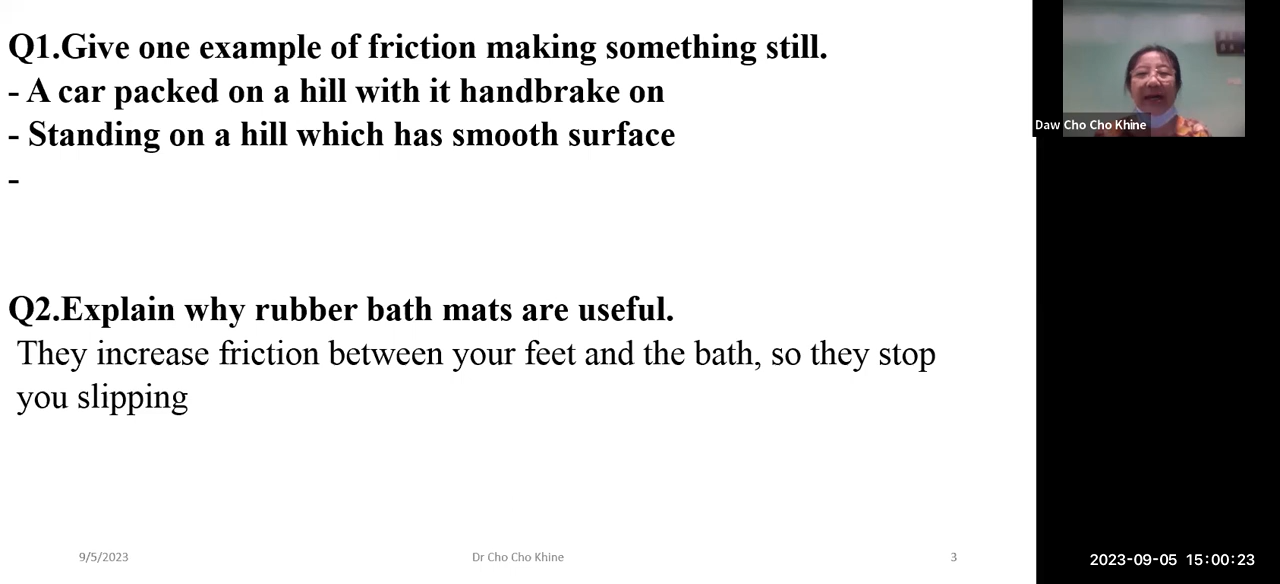 Q1.Give one example of friction making something still.
- A car packed on a hill with it handbrake on
- Standing on a hill which has smooth surface
-
Q2.Explain why rubber bath mats are useful.
They increase friction between your feet and the bath, so they stop
you slipping
9/5/2023
Dr Cho Cho Khine
3
Daw Cho Cho Khine
2023-09-05 15:00:23